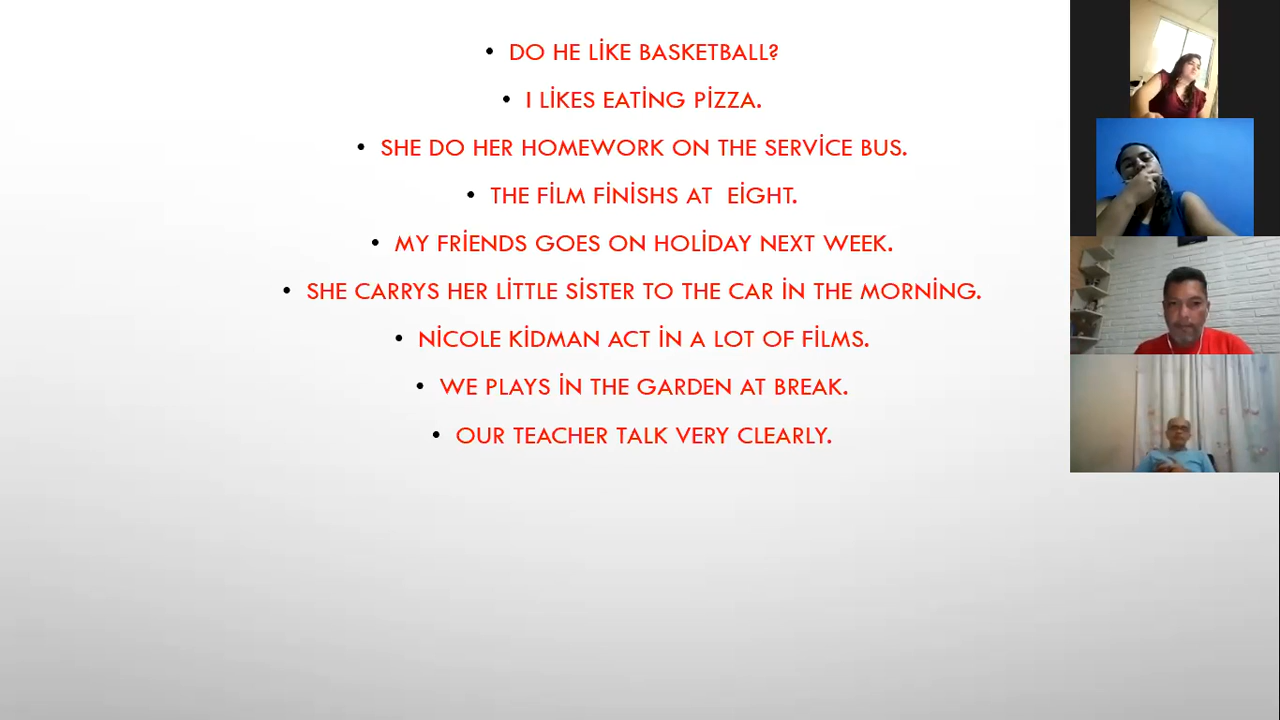 • DO HE LİKE BASKETBALL?
• I LİKES EATİNG PİZZA.
• SHE DO HER HOMEWORK ON THE SERVİCE BUS.
• THE FİLM FİNİSHS AT  EİGHT.
• MY FRİENDS GOES ON HOLİDAY NEXT WEEK.
• SHE CARRYS HER LİTTLE SİSTER TO THE CAR İN THE MORNİNG.
• NİCOLE KİDMAN ACT İN A LOT OF FİLMS.
• WE PLAYS İN THE GARDEN AT BREAK.
• OUR TEACHER TALK VERY CLEARLY.